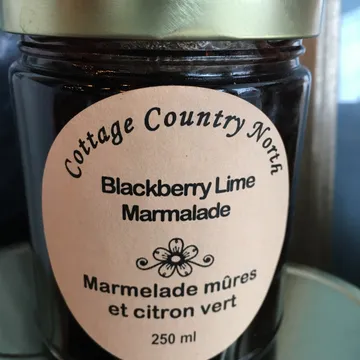 Cottage Country North
Blackberry Lime
Marmalade
Marmelade mûres
et citron vert
250 ml